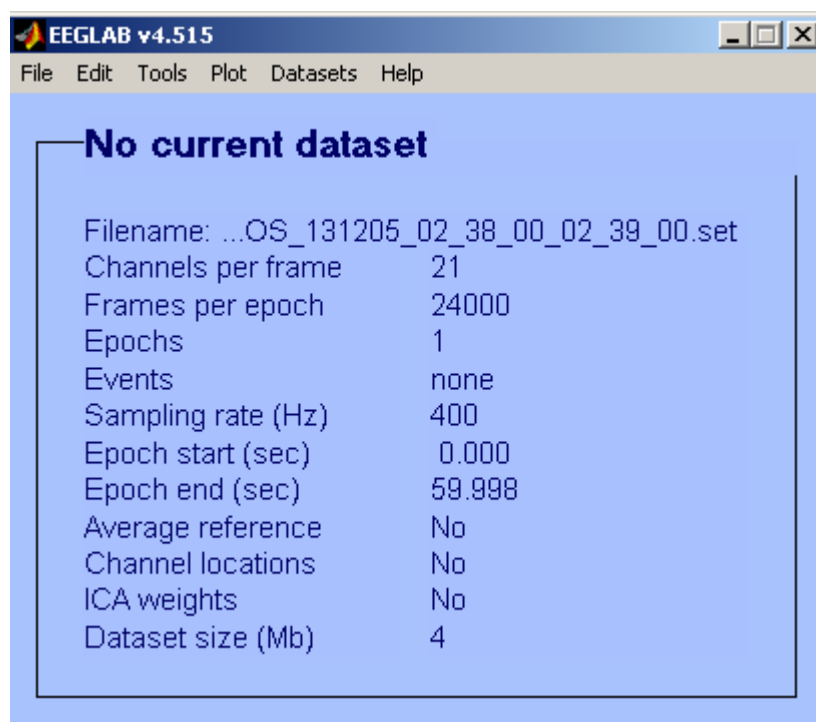 EEGLAB v4.515
File Edit Tools Plot Datasets Help
No current dataset
Filename: ...OS_131205_02_38_00_02_39_00.set
Channels per frame 21
Frames per epoch 24000
Epochs 1
Events none
Sampling rate (Hz) 400
Epoch start (sec) 0.000
Epoch end (sec) 59.998
Average reference No
Channel locations No
ICA weights No
Dataset size (Mb) 4